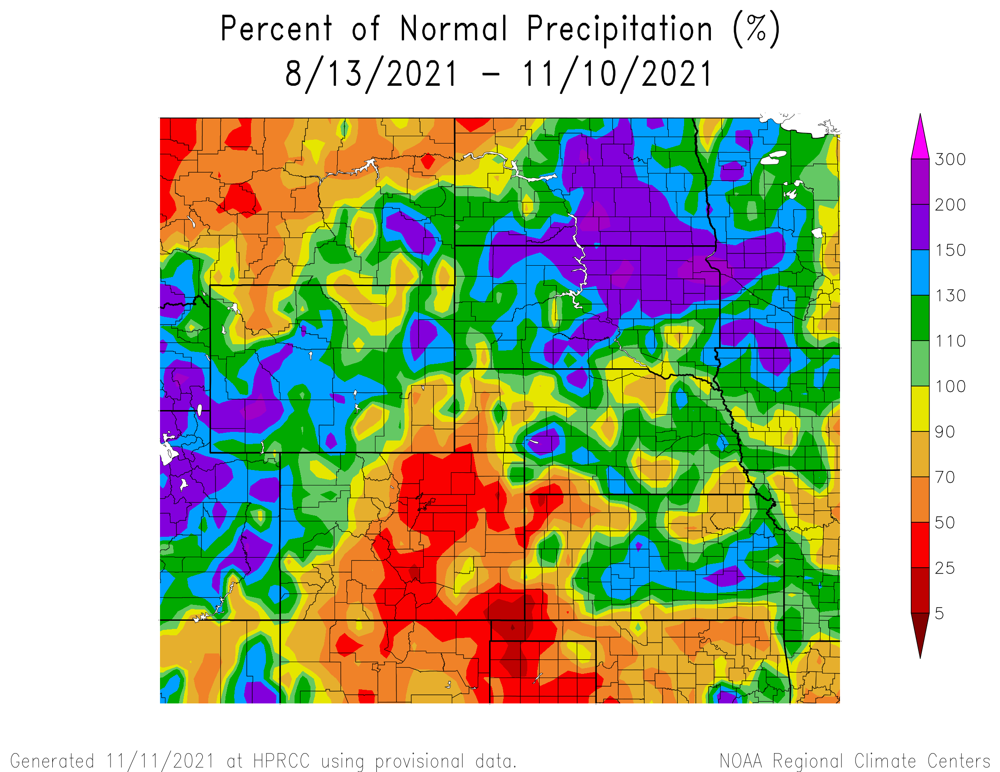 Percent of Normal Precipitation (%)
8/13/2021 – 11/10/2021
300
200
150
130
110
100
90
70
50
25
5
Generated 11/11/2021 at HPRCC using provisional data.
NOAA Regional Climate Centers